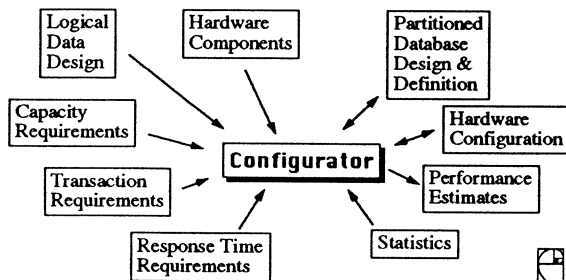 Logical
Data
Design
Hardware
Components
Partitioned
Database
Design &
Definition
Capacity
Requirements
Hardware
Configuration
Configurator
Transaction
Requirements
Performance
Estimates
Response Time
Requirements
Statistics